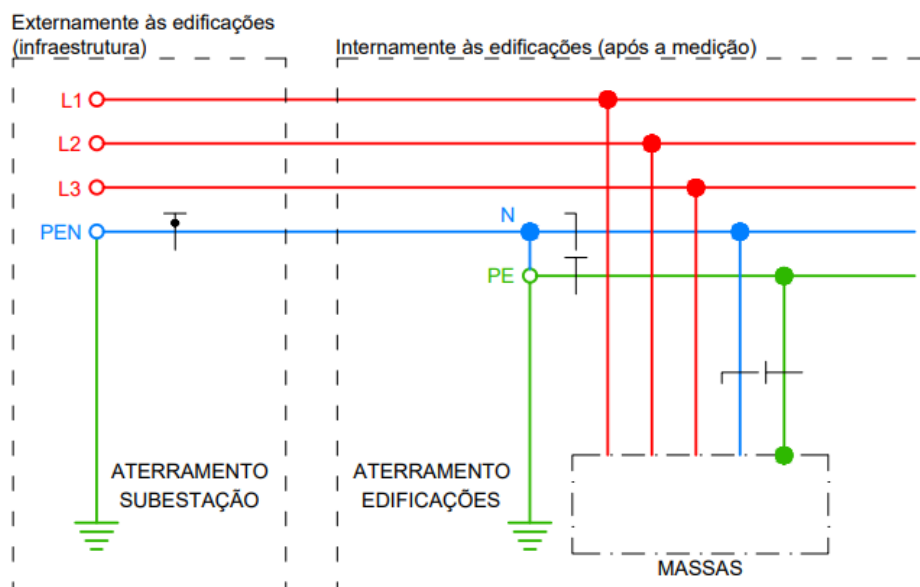 Externamente às edificações
(infraestrutura)
Internamente às edificações (após a medição)
L1
L2
L3
PEN
N
PE
ATERRAMENTO
SUBESTAÇÃO
ATERRAMENTO
EDIFICAÇÕES
MASSAS